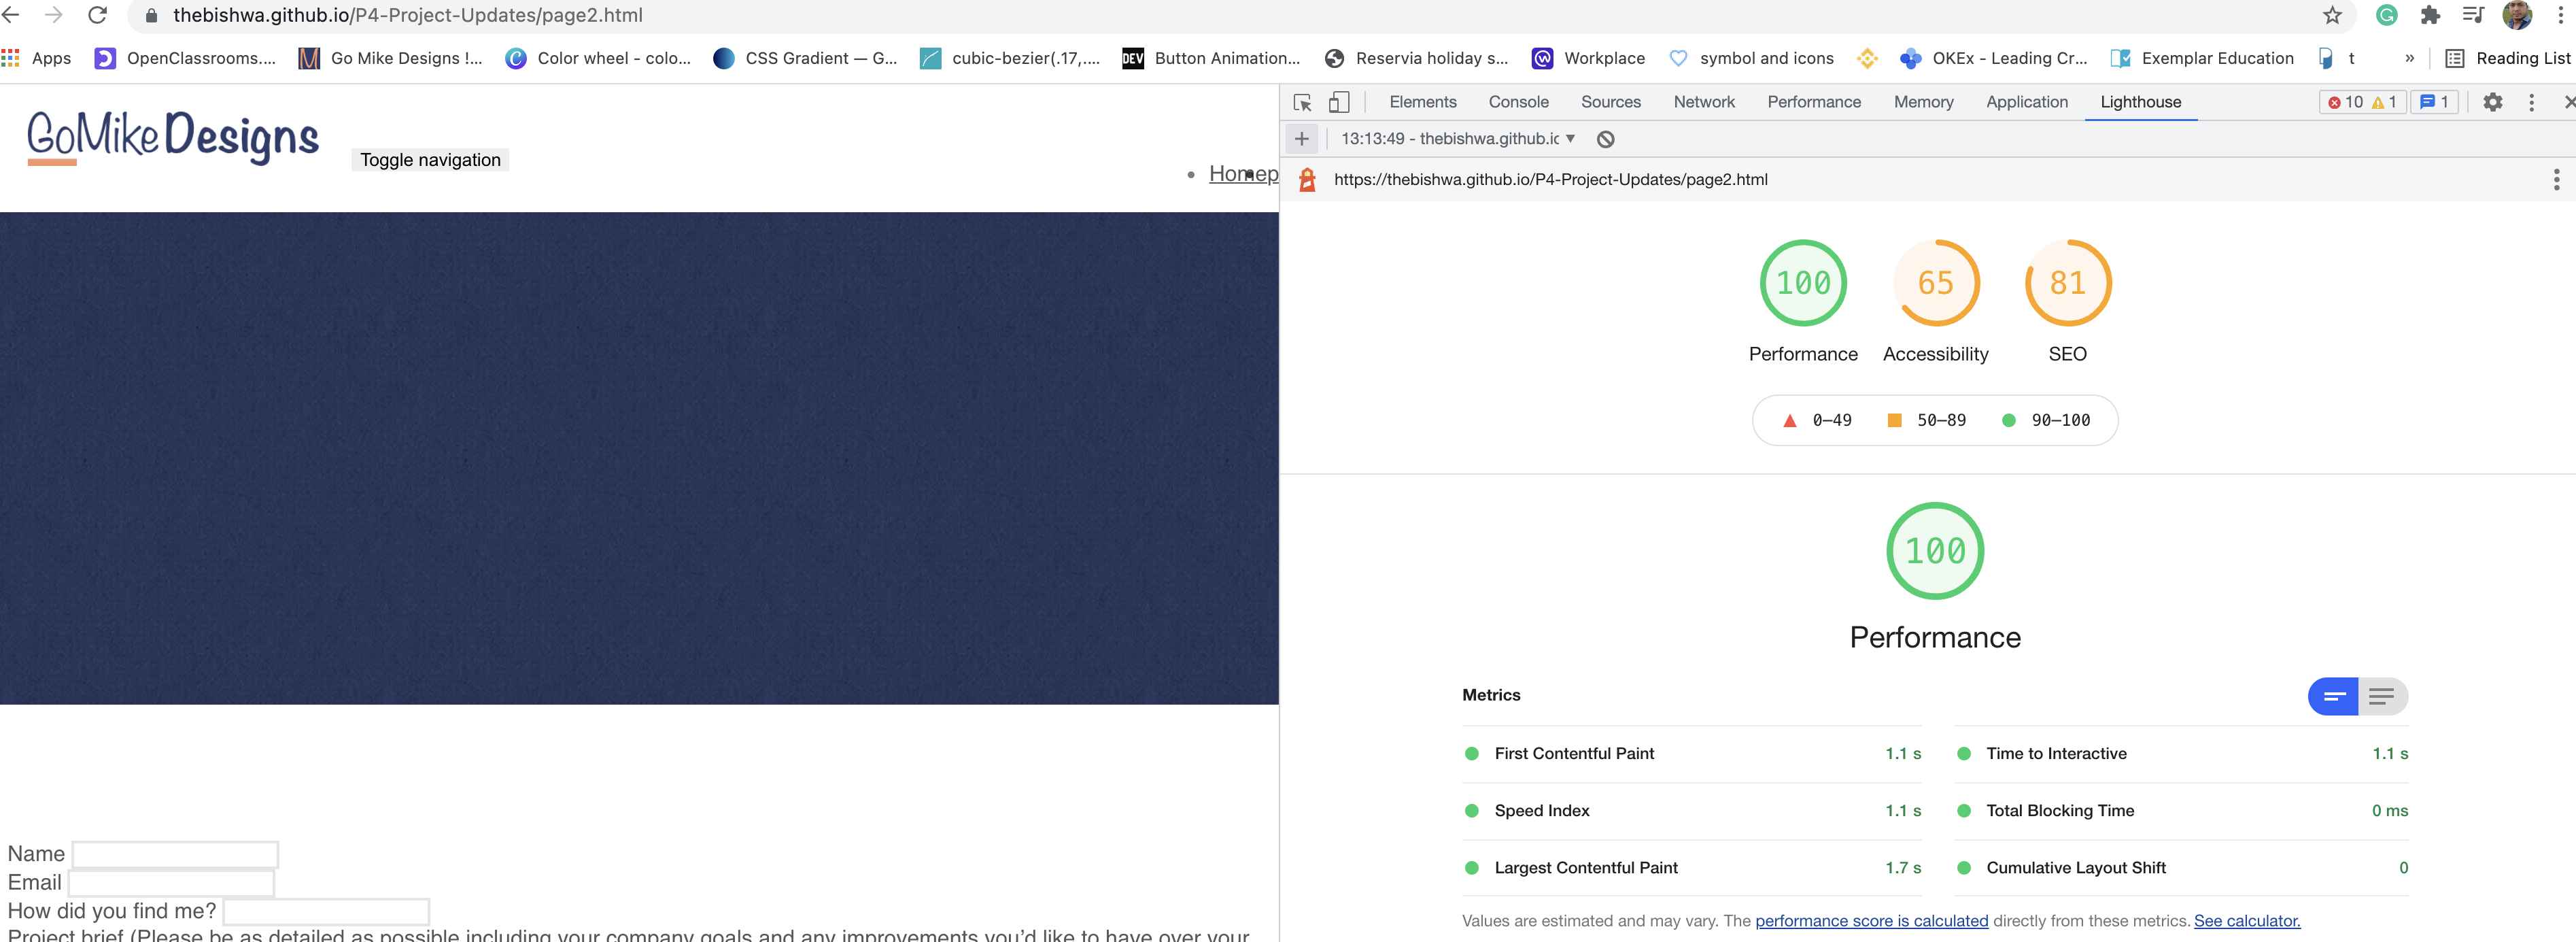 thebishwa.github.io/P4-Project-Updates/page2.html
Apps OpenClassrooms.... Go Mike Designs !... Color wheel - colo... CSS Gradient — G... cubic-bezier(.17,.... DEV Button Animation... Reservia holiday s... Workplace symbol and icons OKEx - Leading Cr... Exemplar Education t » Reading List
GoMike Designs
Toggle navigation
Homep
Elements Console Sources Network Performance Memory Application Lighthouse 10 1 1
13:13:49 - thebishwa.github.ic
https://thebishwa.github.io/P4-Project-Updates/page2.html
100 65 81
Performance Accessibility SEO
0–49 50–89 90–100
100
Performance
Metrics
First Contentful Paint 1.1 s Time to Interactive 1.1 s
Speed Index 1.1 s Total Blocking Time 0 ms
Largest Contentful Paint 1.7 s Cumulative Layout Shift 0
Values are estimated and may vary. The performance score is calculated directly from these metrics. See calculator.
Name
Email
How did you find me?
Project brief (Please be as detailed as possible including your company goals and any improvements you'd like to have over your